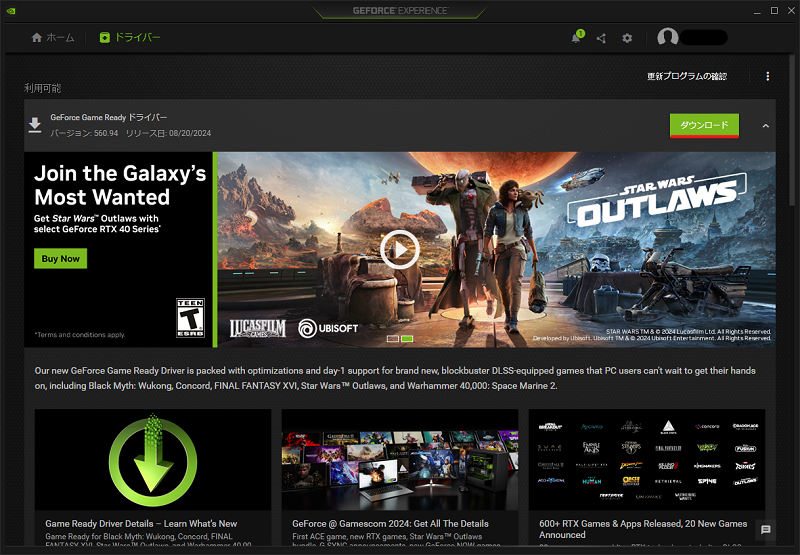 GEFORCE EXPERIENCE
ホーム
ドライバー
1
更新プログラムの確認
利用可能
GeForce Game Ready ドライバー
バージョン: 560.94 リリース日: 08/20/2024
ダウンロード
Join the Galaxy's
Most Wanted
Get Star Wars™ Outlaws with
select GeForce RTX 40 Series*
Buy Now
*Terms and conditions apply.
TEEN
T
ESRB
STAR WARS
OUTLAWS
LUCASFILM
GAMES
UBISOFT
STAR WARS TM & © 2024 Lucasfilm Ltd. All Rights Reserved.
Developed by Ubisoft. Ubisoft TM & © 2024 Ubisoft Entertainment. All Rights Reserved.
Our new GeForce Game Ready Driver is packed with optimizations and day-1 support for brand new, blockbuster DLSS-equipped games that PC users can't wait to get their hands
on, including Black Myth: Wukong, Concord, FINAL FANTASY XVI, Star Wars™ Outlaws, and Warhammer 40,000: Space Marine 2.
Game Ready Driver Details – Learn What's New
Game Ready for Black Myth: Wukong, Concord,
FINAL FANTASY XVI, Star Wars Outlaws, and Warhammer 40,000
GeForce @ Gamescom 2024: Get All The Details
First ACE game, new RTX games, Star Wars Outlaws
bundle, G-SYNC announcements, new GeForce NOW games
600+ RTX Games & Apps Released, 20 New Games
Announced